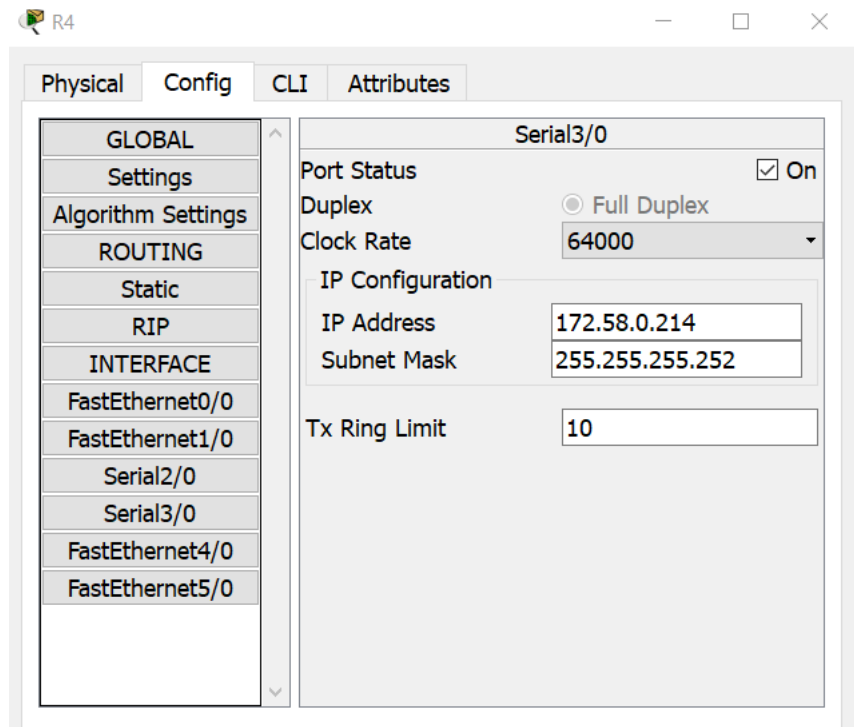 R4
Physical Config CLI Attributes
GLOBAL
Settings
Algorithm Settings
ROUTING
Static
RIP
INTERFACE
FastEthernet0/0
FastEthernet1/0
Serial2/0
Serial3/0
FastEthernet4/0
FastEthernet5/0
Serial3/0
Port Status On
Duplex Full Duplex
Clock Rate 64000
IP Configuration
IP Address 172.58.0.214
Subnet Mask 255.255.255.252
Tx Ring Limit 10